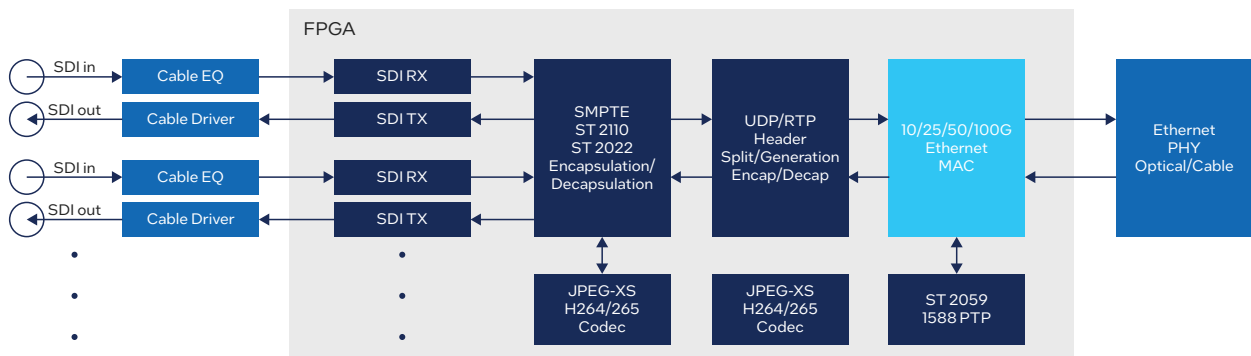 FPGA
SDI in
Cable EQ
SDI RX
SDI out
Cable Driver
SDI TX
SDI in
Cable EQ
SDI RX
SDI out
Cable Driver
SDI TX
SMPTE
ST 2110
ST 2022
Encapsulation/
Decapsulation
UDP/RTP
Header
Split/Generation
Encap/Decap
10/25/50/100G
Ethernet
MAC
Ethernet
PHY
Optical/Cable
JPEG-XS
H264/265
Codec
JPEG-XS
H264/265
Codec
ST 2059
1588 PTP